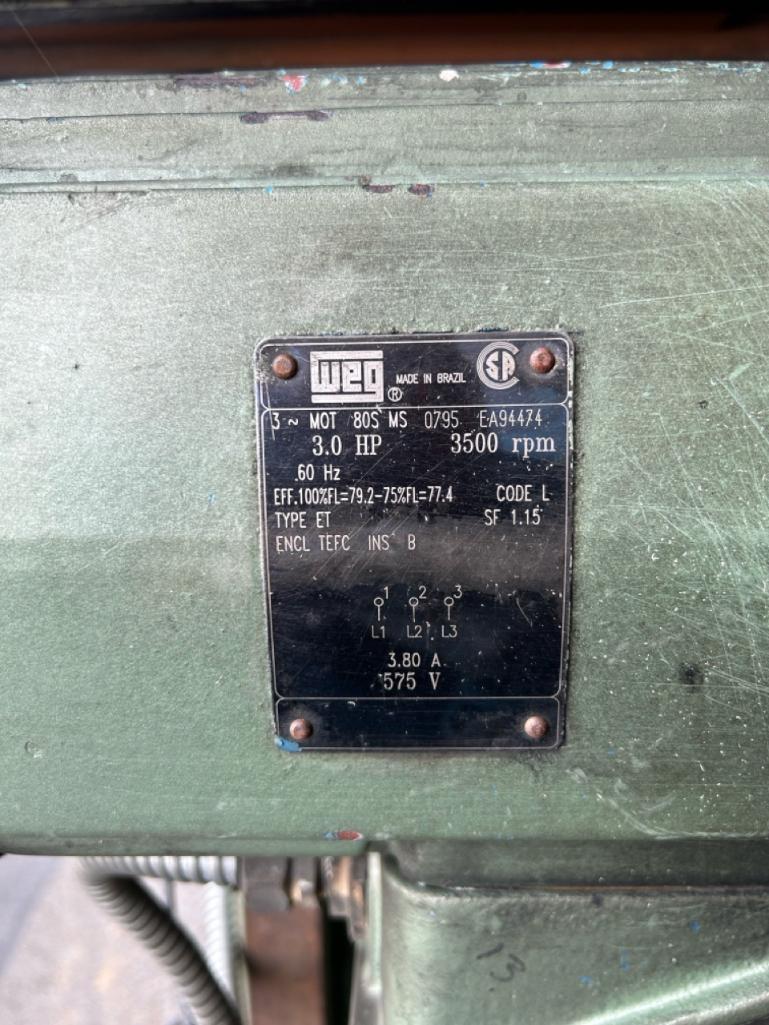 WEG ® MADE IN BRAZIL CSA
3 ~ MOT 80S MS 0795 EA94474
3.0 HP 3500 rpm
60 Hz
EFF.100%FL=79.2-75%FL=77.4 CODE L
TYPE ET SF 1.15
ENCL TEFC INS B
1 2 3
L1 L2 L3
3.80 A
575 V
13